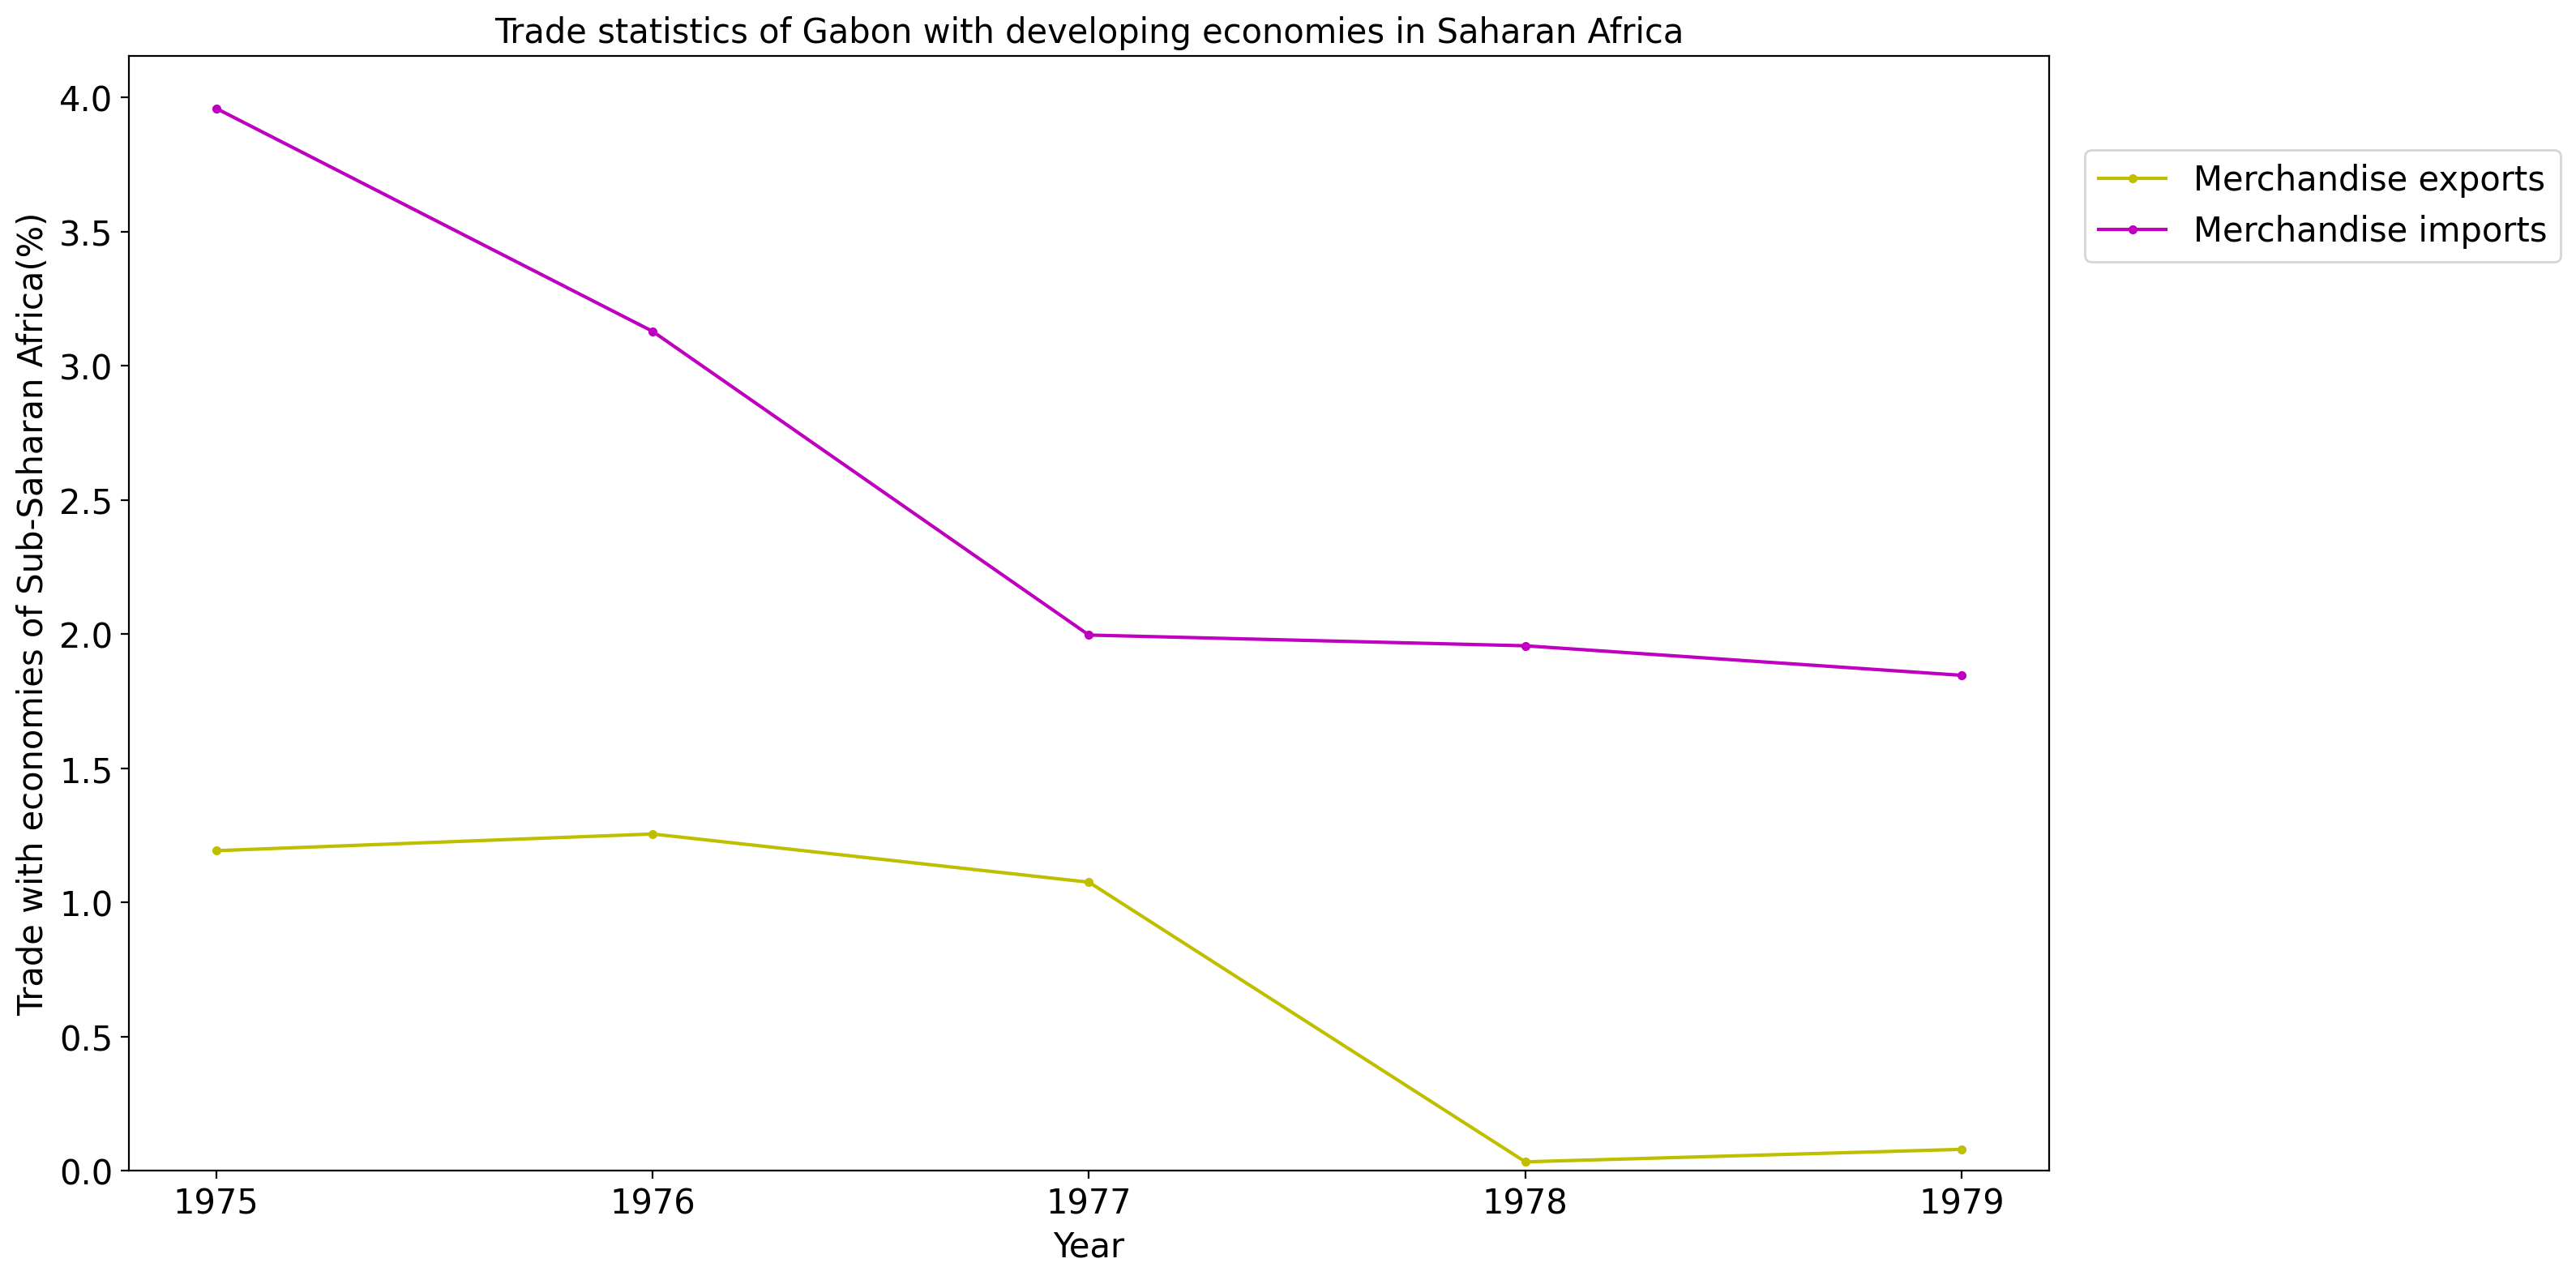 Trade statistics of Gabon with developing economies in Saharan Africa
Trade with economies of Sub-Saharan Africa(%)
4.0
3.5
3.0
2.5
2.0
1.5
1.0
0.5
0.0
1975
1976
1977
1978
1979
Year
Merchandise exports
Merchandise imports